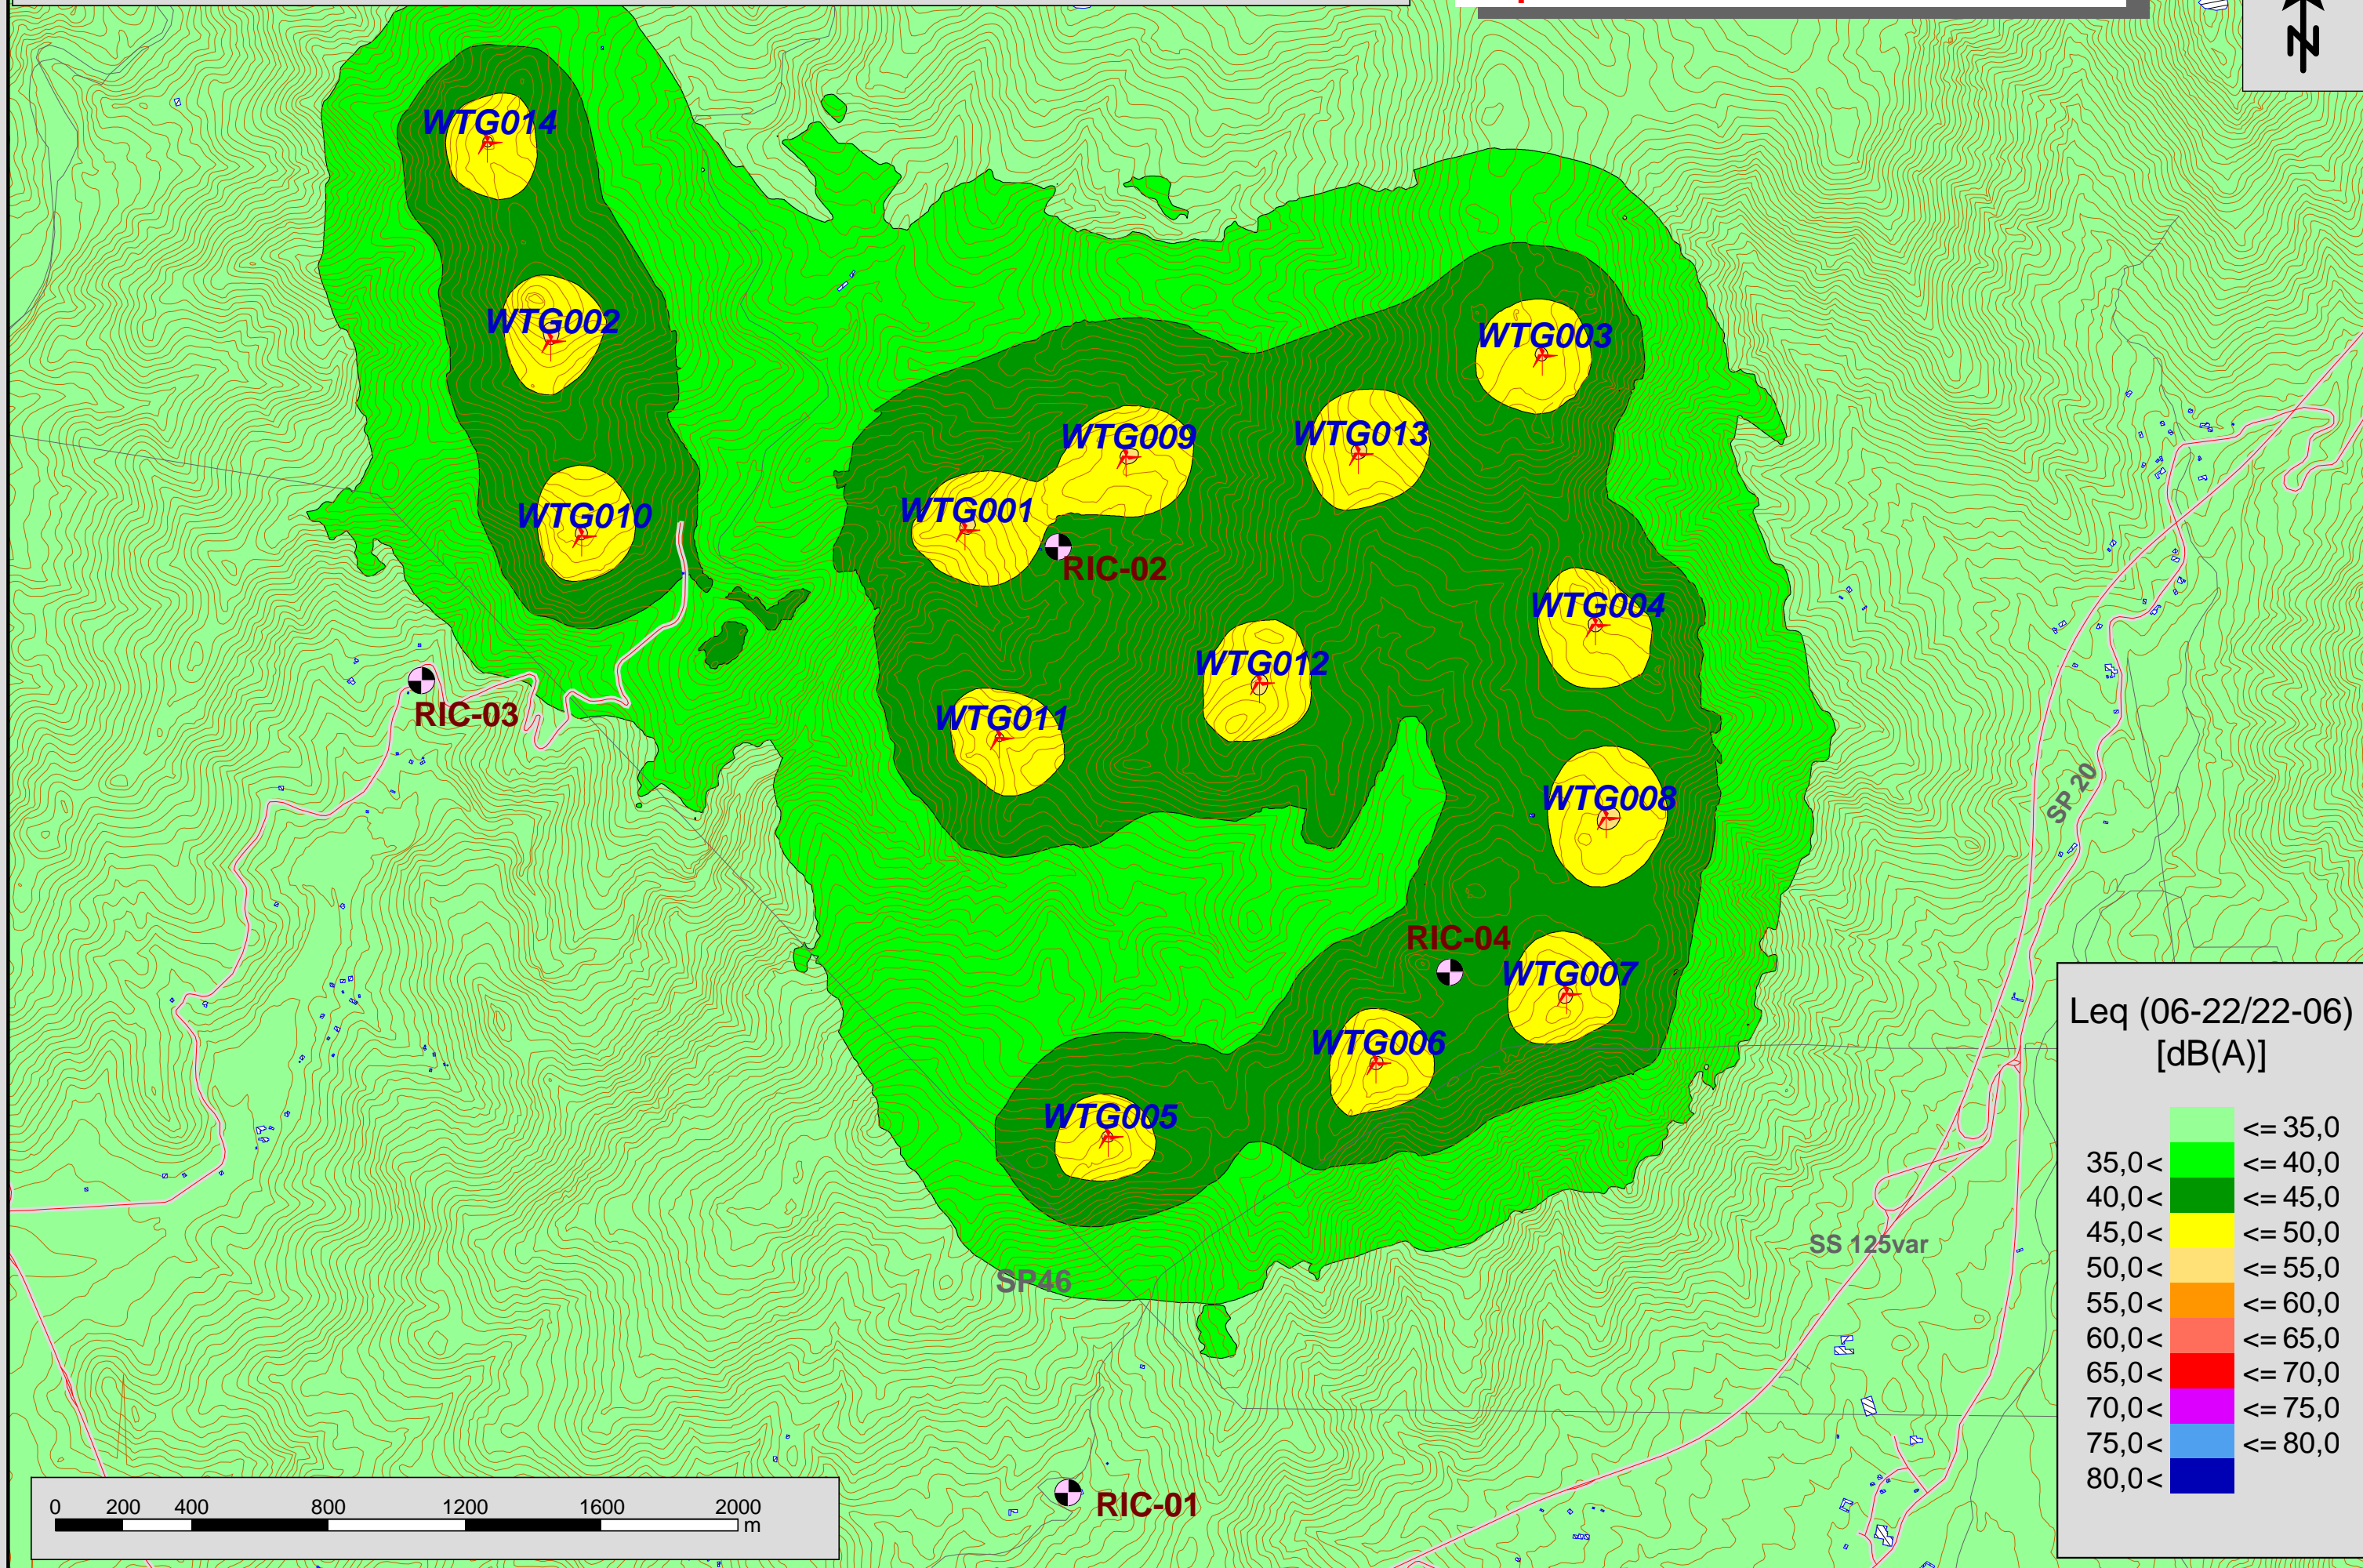 WTG014
WTG002
WTG003
WTG009
WTG013
WTG001
WTG010
RIC-02
WTG004
WTG012
RIC-03
WTG011
SP 20
WTG008
RIC-04
WTG007
WTG006
WTG005
SS 125var
SP46
RIC-01
N
Leq (06-22/22-06)
[dB(A)]
<= 35,0
35,0 < <= 40,0
40,0 < <= 45,0
45,0 < <= 50,0
50,0 < <= 55,0
55,0 < <= 60,0
60,0 < <= 65,0
65,0 < <= 70,0
70,0 < <= 75,0
75,0 < <= 80,0
80,0 <
0 200 400 800 1200 1600 2000
m